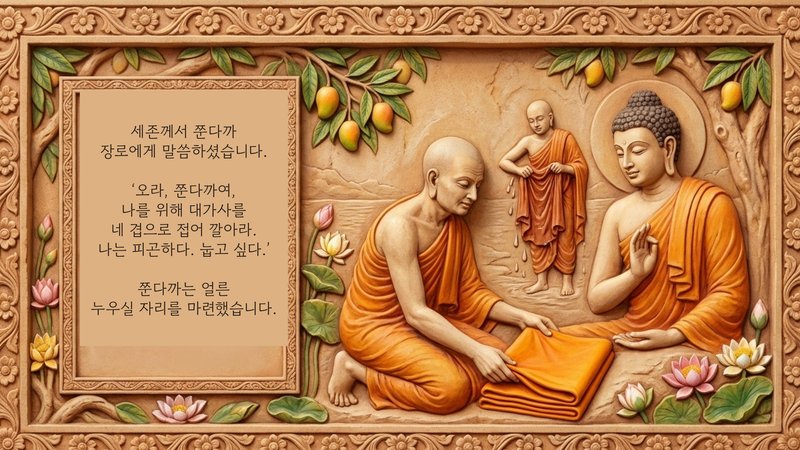 세존께서 쭌다까
장로에게 말씀하셨습니다.
‘오라, 쭌다까여,
나를 위해 대가사를
네 겹으로 접어 깔아라.
나는 피곤하다. 눕고 싶다.’
쭌다까는 얼른
누우실 자리를 마련했습니다.